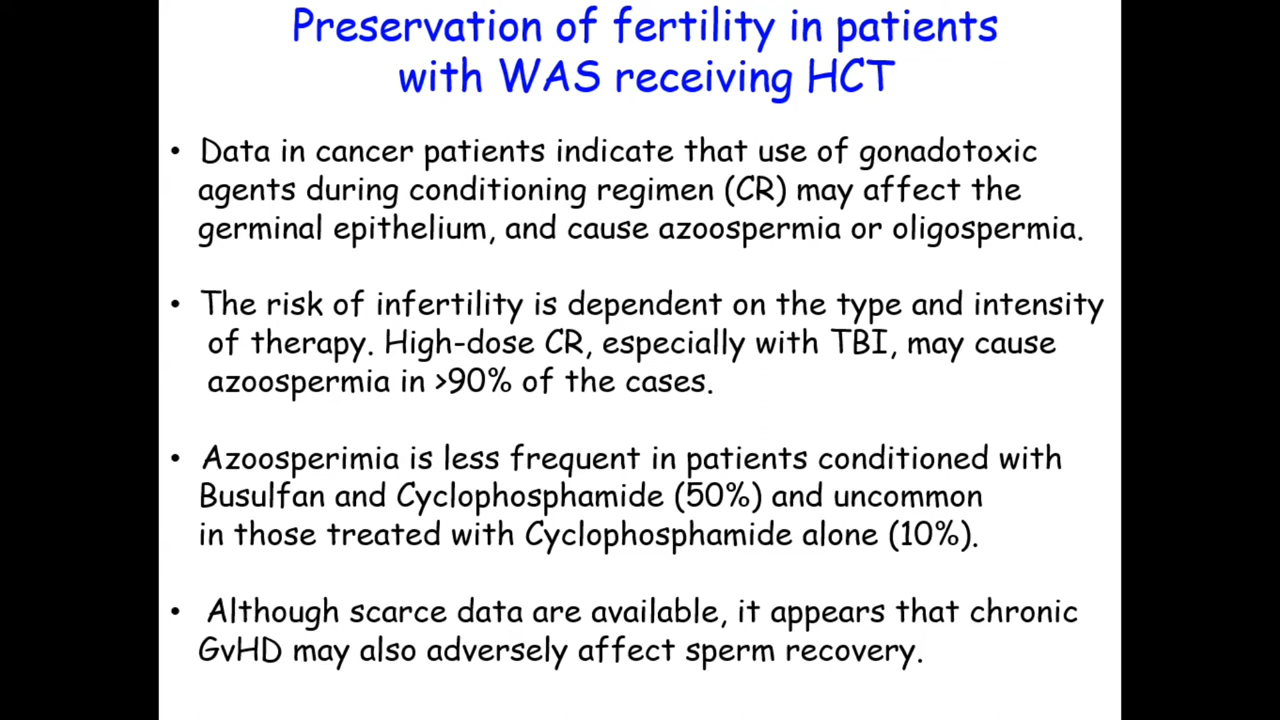 Preservation of fertility in patients
with WAS receiving HCT
• Data in cancer patients indicate that use of gonadotoxic
agents during conditioning regimen (CR) may affect the
germinal epithelium, and cause azoospermia or oligospermia.
• The risk of infertility is dependent on the type and intensity
of therapy. High-dose CR, especially with TBI, may cause
azoospermia in >90% of the cases.
• Azoosperimia is less frequent in patients conditioned with
Busulfan and Cyclophosphamide (50%) and uncommon
in those treated with Cyclophosphamide alone (10%).
• Although scarce data are available, it appears that chronic
GvHD may also adversely affect sperm recovery.